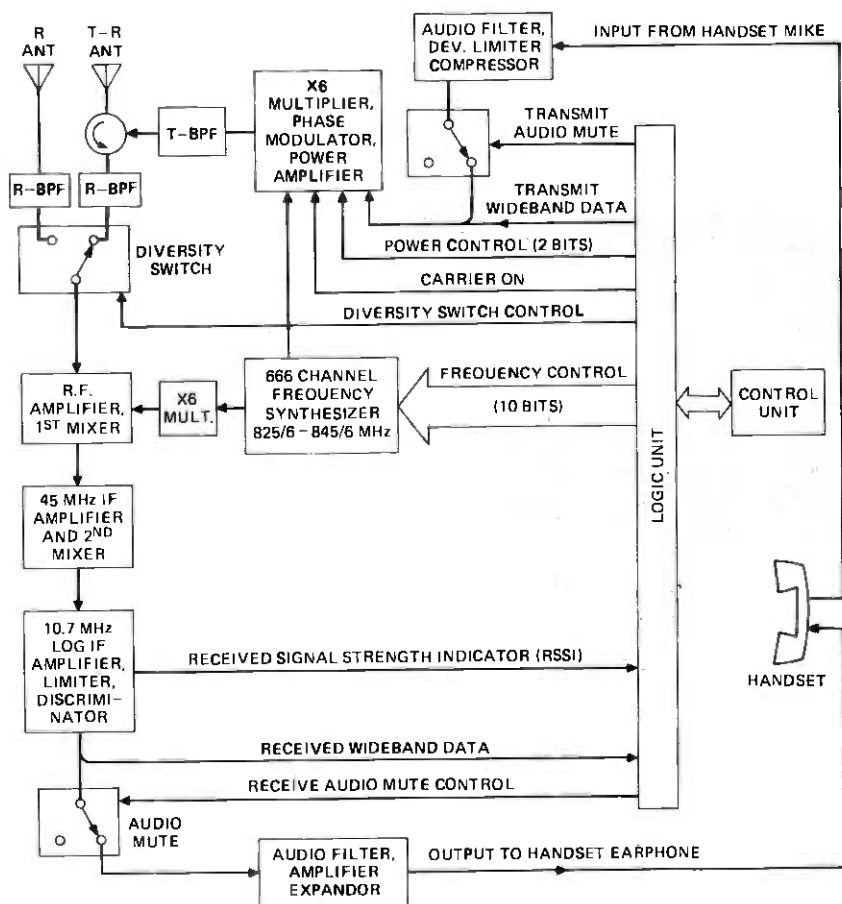 R
ANT
T-R
ANT
AUDIO FILTER,
DEV. LIMITER
COMPRESSOR
INPUT FROM HANDSET MIKE
X6
MULTIPLIER,
PHASE
MODULATOR,
POWER
AMPLIFIER
T-BPF
TRANSMIT
AUDIO MUTE
R-BPF
R-BPF
TRANSMIT
WIDEBAND DATA
DIVERSITY
SWITCH
POWER CONTROL (2 BITS)
CARRIER ON
DIVERSITY SWITCH CONTROL
R.F.
AMPLIFIER,
1ST MIXER
X6
MULT.
666 CHANNEL
FREQUENCY
SYNTHESIZER
825/6 - 845/6 MHz
FREQUENCY CONTROL
(10 BITS)
LOGIC UNIT
CONTROL
UNIT
45 MHz IF
AMPLIFIER
AND 2ND
MIXER
10.7 MHz
LOG IF
AMPLIFIER,
LIMITER,
DISCRIMI-
NATOR
RECEIVED SIGNAL STRENGTH INDICATOR (RSSI)
HANDSET
RECEIVED WIDEBAND DATA
RECEIVE AUDIO MUTE CONTROL
AUDIO
MUTE
AUDIO FILTER,
AMPLIFIER
EXPANDOR
OUTPUT TO HANDSET EARPHONE